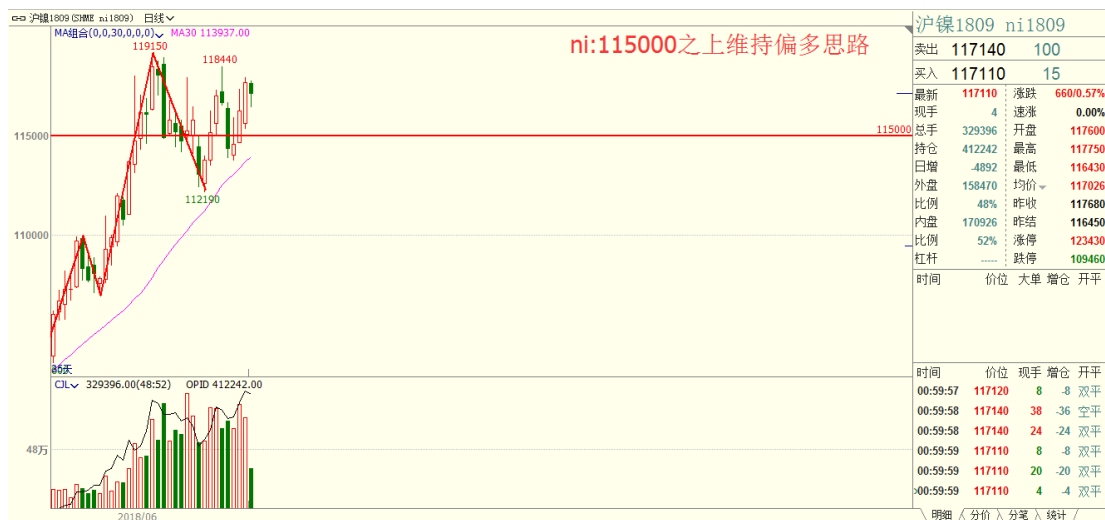 沪镍1809(SHME ni1809) 日线
MA组合(0,0,30,0,0,0) MA30 113937.00
119150
118440
ni:115000之上维持偏多思路
115000
115000
112190
110000
CJL 329396.00(48:52) OPID 412242.00
48万
2018/06
沪镍1809 ni1809
卖出 117140 100
买入 117110 15
最新 117110 涨跌 660/0.57%
现手 4 速涨 0.00%
总手 329396 开盘 117600
持仓 412242 最高 117750
日增 -4892 最低 116430
外盘 158470 均价 117026
比例 48% 昨收 117680
内盘 170926 昨结 116450
比例 52% 涨停 123430
杠杆 ----- 跌停 109460
时间 价位 大单 增仓 开平
时间 价位 现手 增仓 开平
00:59:57 117120 8 -8 双平
00:59:58 117140 38 -36 空平
00:59:58 117140 24 -24 双平
00:59:59 117110 8 -8 双平
00:59:59 117110 20 -20 双平
>00:59:59 117110 4 -4 双平
明细 分价 分笔 统计